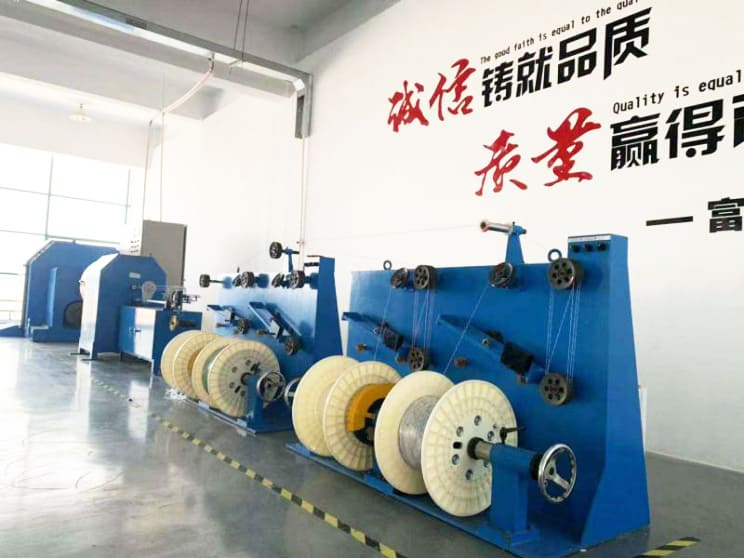 The good faith is equal to the qual
诚信铸就品质
Quality is equal
质量赢得
一富